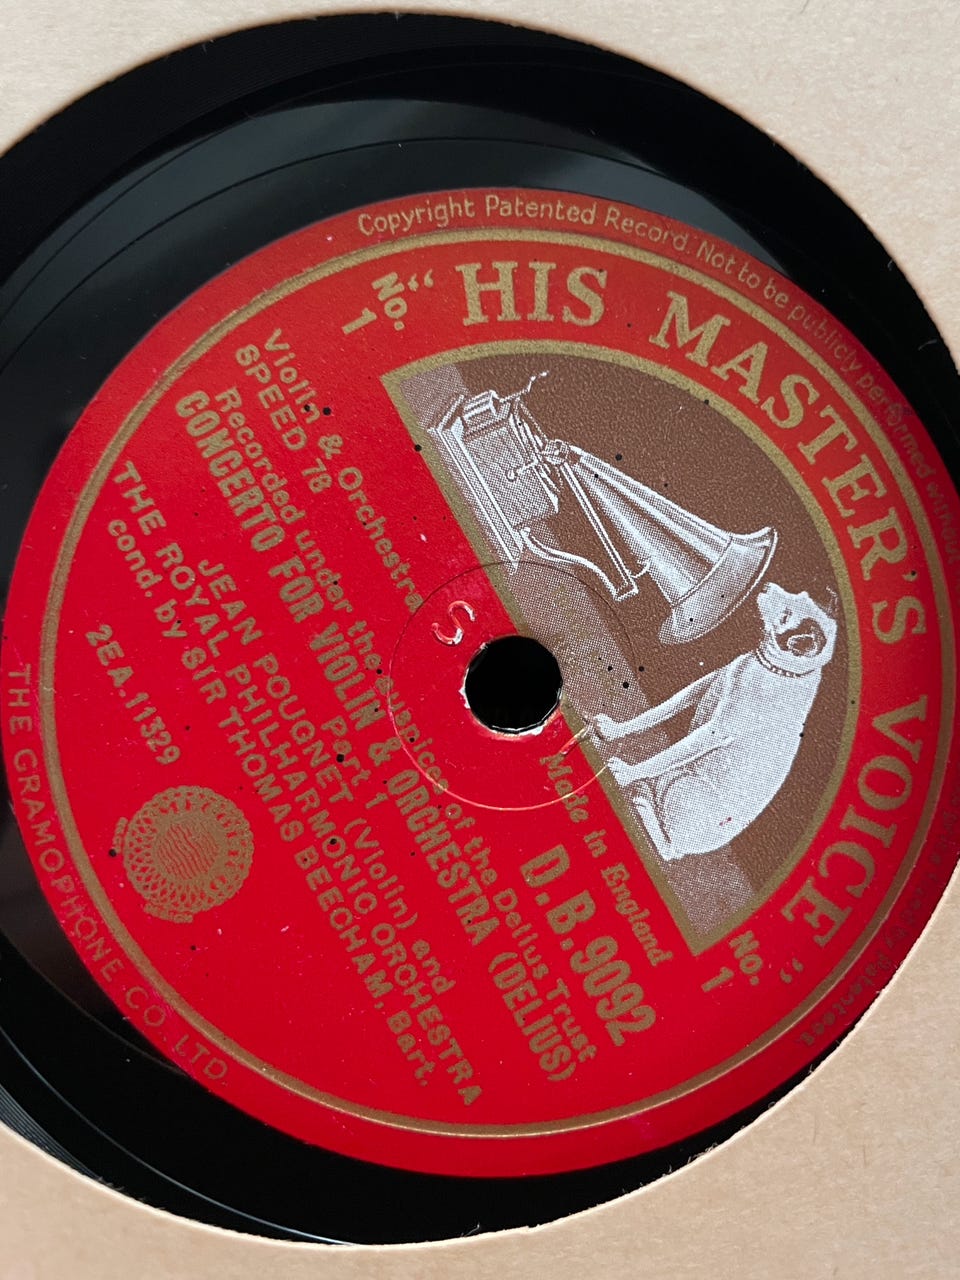 Copyright Patented Record. Not to be publicly performed without
"HIS MASTER'S VOICE"
No. 1
No. 1
Made in England
D.B. 9092
Violin & Orchestra
SPEED 78
Recorded under the auspices of the Delius Trust
CONCERTO FOR VIOLIN & ORCHESTRA (DELIUS)
Part 1
JEAN POUGNET (Violin) and
THE ROYAL PHILHARMONIC ORCHESTRA
cond. by SIR THOMAS BEECHAM, Bart.
2EA.11329
S
THE GRAMOPHONE CO. LTD
Patentees.